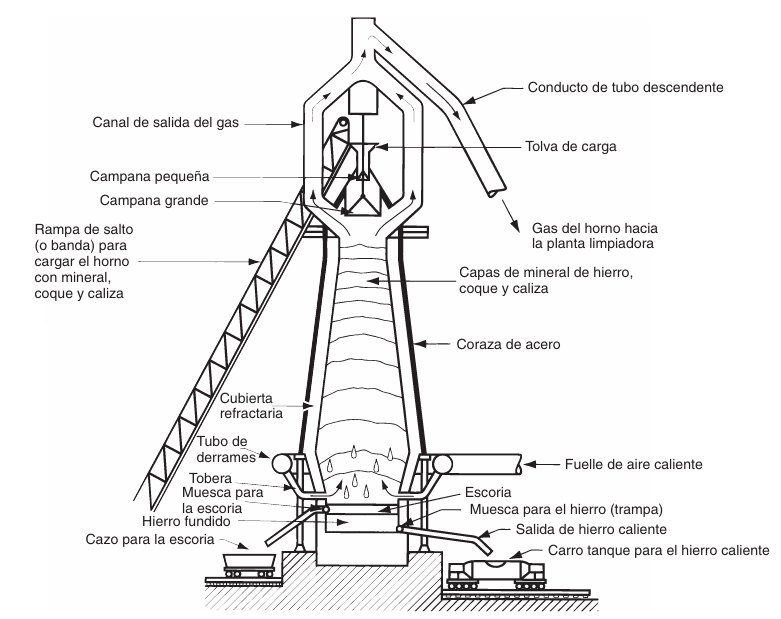 Conducto de tubo descendente
Canal de salida del gas
Tolva de carga
Campana pequeña
Campana grande
Rampa de salto
(o banda) para
cargar el horno
con mineral,
coque y caliza
Gas del horno hacia
la planta limpiadora
Capas de mineral de hierro,
coque y caliza
Coraza de acero
Cubierta
refractaria
Tubo de
derrames
Fuelle de aire caliente
Tobera
Muesca para
la escoria
Escoria
Muesca para el hierro (trampa)
Hierro fundido
Salida de hierro caliente
Cazo para la escoria
Carro tanque para el hierro caliente